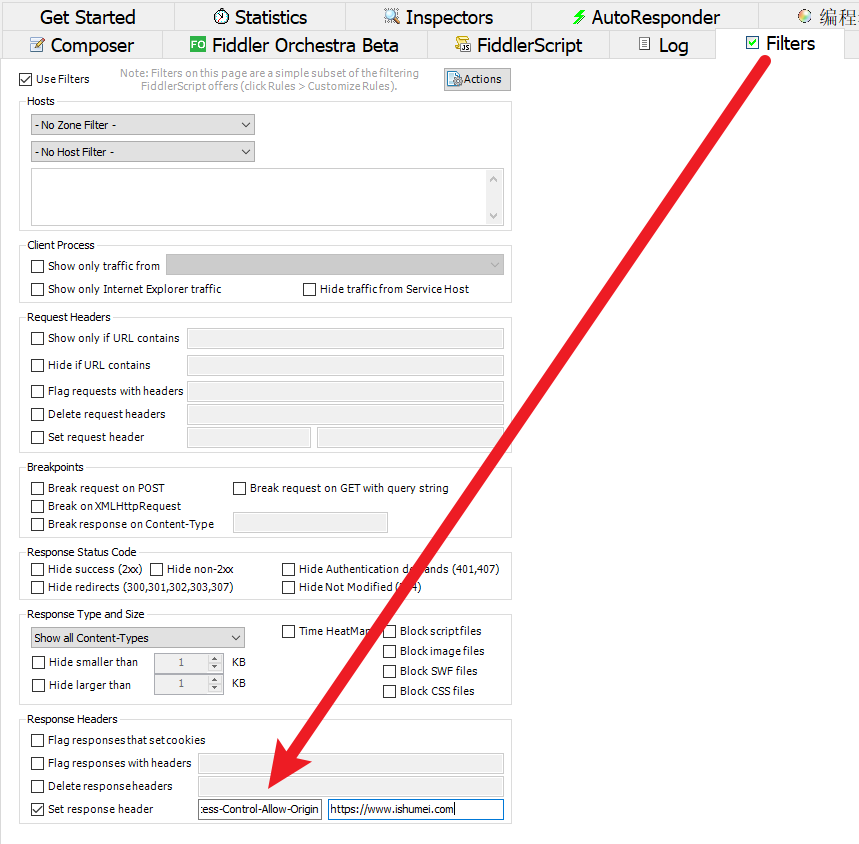 Get Started Statistics Inspectors AutoResponder 编程
Composer FO Fiddler Orchestra Beta FiddlerScript Log Filters
Use Filters
Note: Filters on this page are a simple subset of the filtering
FiddlerScript offers (click Rules > Customize Rules).
Actions
Hosts
- No Zone Filter -
- No Host Filter -
Client Process
Show only traffic from
Show only Internet Explorer traffic Hide traffic from Service Host
Request Headers
Show only if URL contains
Hide if URL contains
Flag requests with headers
Delete request headers
Set request header
Breakpoints
Break request on POST Break request on GET with query string
Break on XMLHttpRequest
Break response on Content-Type
Response Status Code
Hide success (2xx) Hide non-2xx Hide Authentication demands (401,407)
Hide redirects (300,301,302,303,307) Hide Not Modified (304)
Response Type and Size
Show all Content-Types Time HeatMap Block script files
Hide smaller than 1 KB Block image files
Hide larger than 1 KB Block SWF files
Block CSS files
Response Headers
Flag responses that set cookies
Flag responses with headers
Delete response headers
Set response header :ess-Control-Allow-Origin https://www.ishumei.com